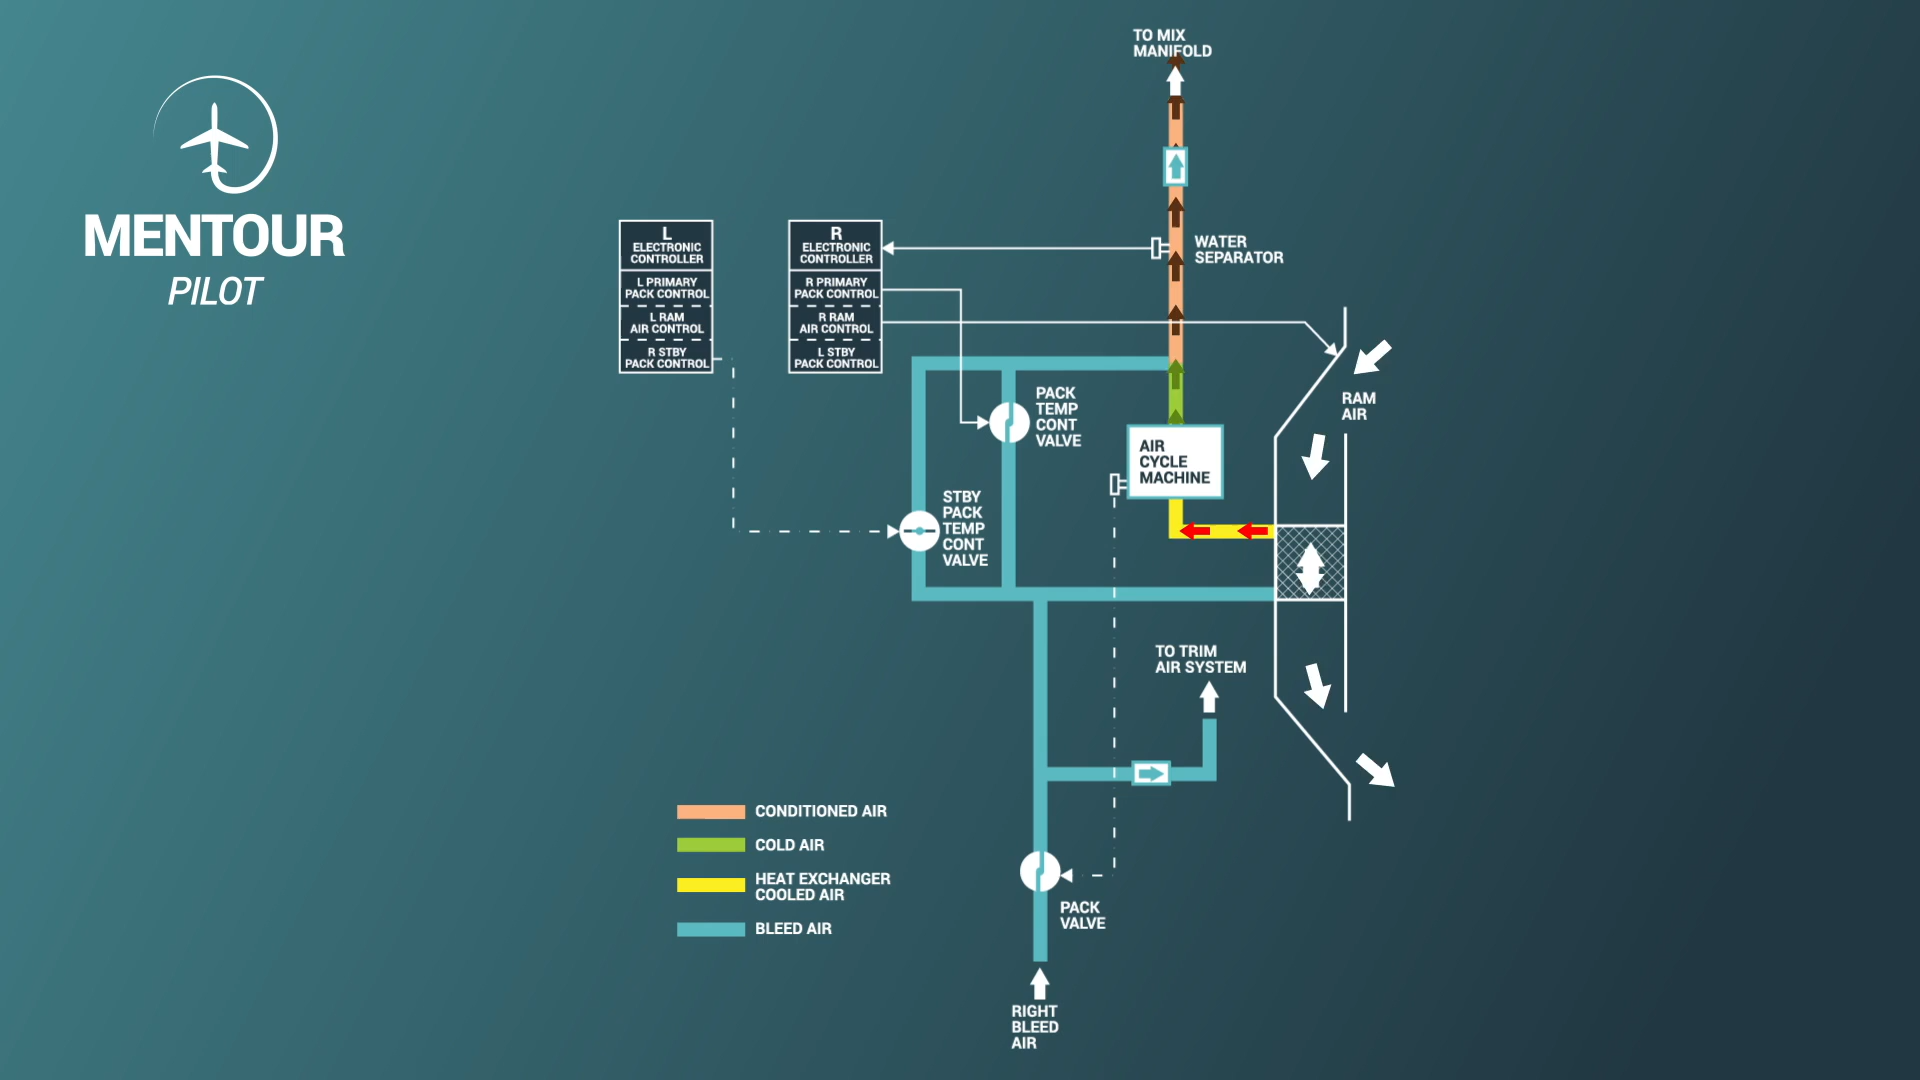 TO MIX
MANIFOLD
MENTOUR
PILOT
L
ELECTRONIC
CONTROLLER
L PRIMARY
PACK CONTROL
L RAM
AIR CONTROL
R STBY
PACK CONTROL
R
ELECTRONIC
CONTROLLER
R PRIMARY
PACK CONTROL
R RAM
AIR CONTROL
L STBY
PACK CONTROL
WATER
SEPARATOR
RAM
AIR
PACK
TEMP
CONT
VALVE
AIR
CYCLE
MACHINE
STBY
PACK
TEMP
CONT
VALVE
TO TRIM
AIR SYSTEM
CONDITIONED AIR
COLD AIR
HEAT EXCHANGER
COOLED AIR
BLEED AIR
PACK
VALVE
RIGHT
BLEED
AIR